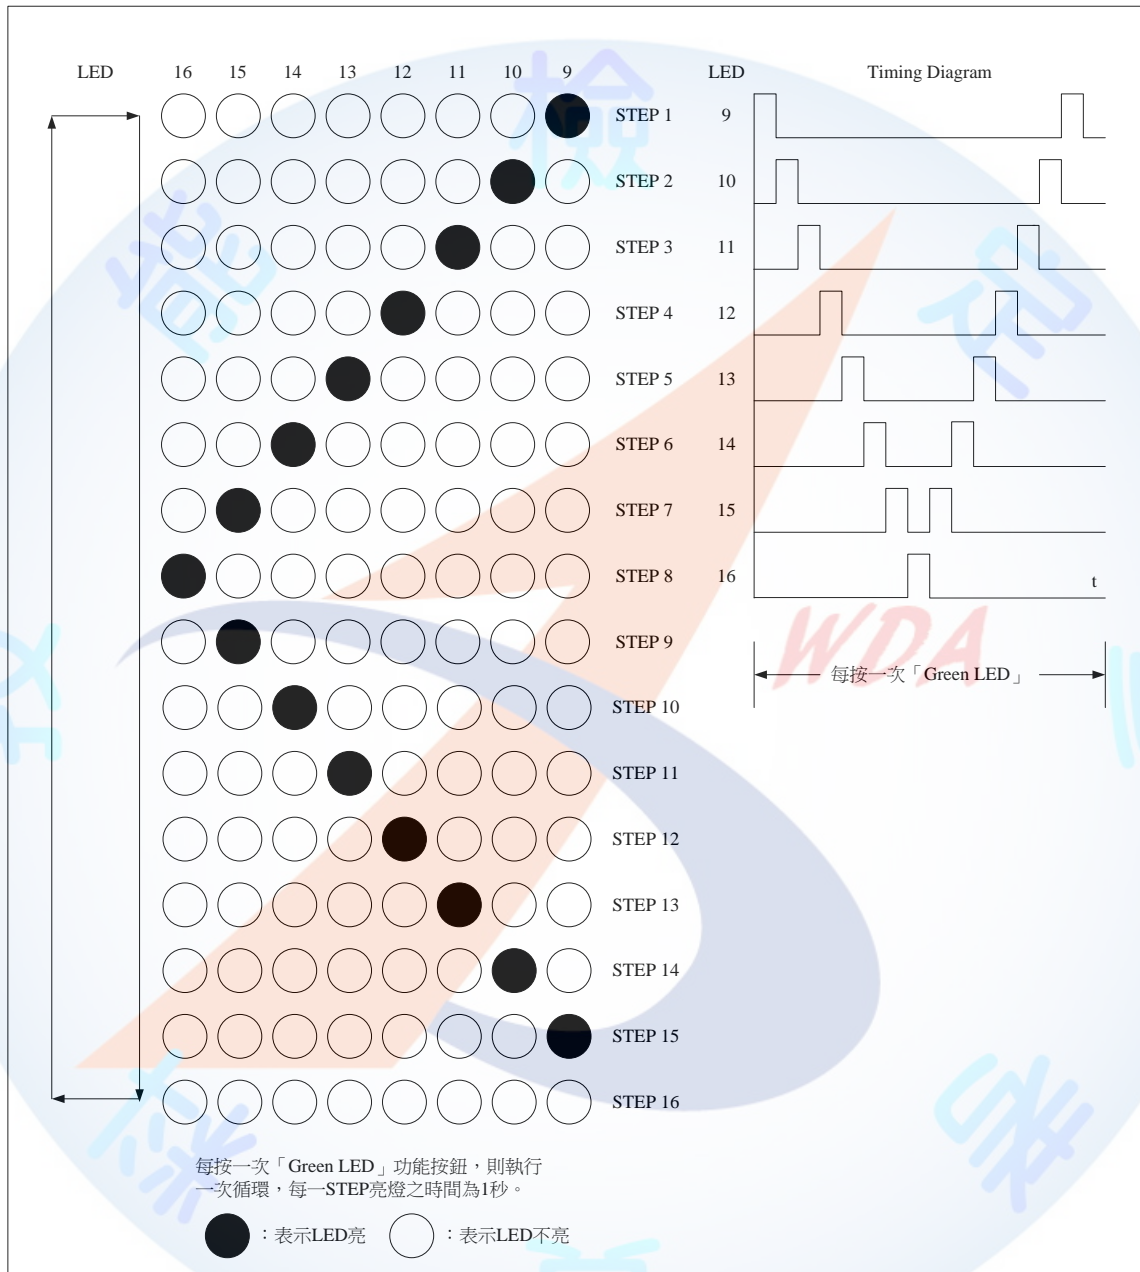 LED 16 15 14 13 12 11 10 9 LED Timing Diagram
STEP 1 9
STEP 2 10
STEP 3 11
STEP 4 12
STEP 5 13
STEP 6 14
STEP 7 15
STEP 8 16 t
STEP 9
每按一次「Green LED」
STEP 10
STEP 11
STEP 12
STEP 13
STEP 14
STEP 15
STEP 16
每按一次「Green LED」功能按鈕，則執行
一次循環，每一STEP亮燈之時間為1秒。
：表示LED亮 ：表示LED不亮
WDA
檢
能
定
技